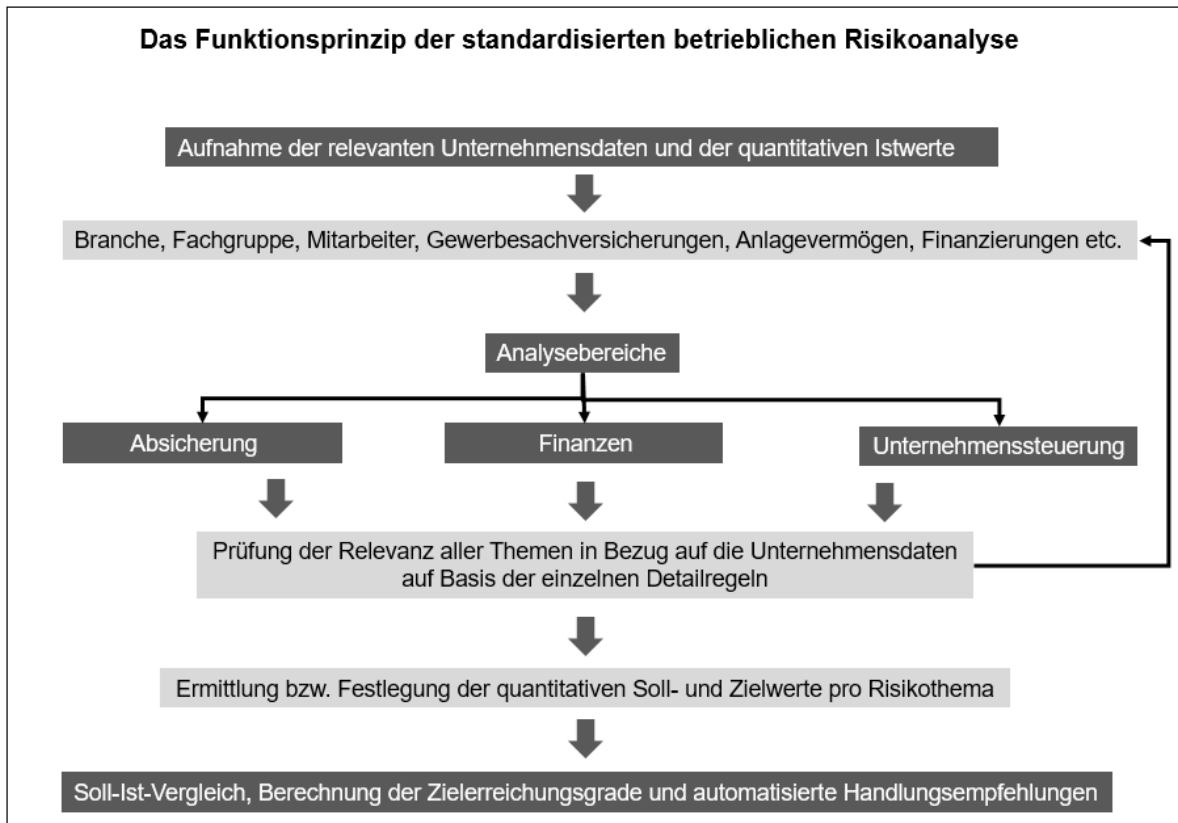 Das Funktionsprinzip der standardisierten betrieblichen Risikoanalyse
Aufnahme der relevanten Unternehmensdaten und der quantitativen Istwerte
Branche, Fachgruppe, Mitarbeiter, Gewerbesachversicherungen, Anlagevermögen, Finanzierungen etc.
Analysebereiche
Absicherung
Finanzen
Unternehmenssteuerung
Prüfung der Relevanz aller Themen in Bezug auf die Unternehmensdaten
auf Basis der einzelnen Detailregeln
Ermittlung bzw. Festlegung der quantitativen Soll- und Zielwerte pro Risikothema
Soll-Ist-Vergleich, Berechnung der Zielerreichungsgrade und automatisierte Handlungsempfehlungen